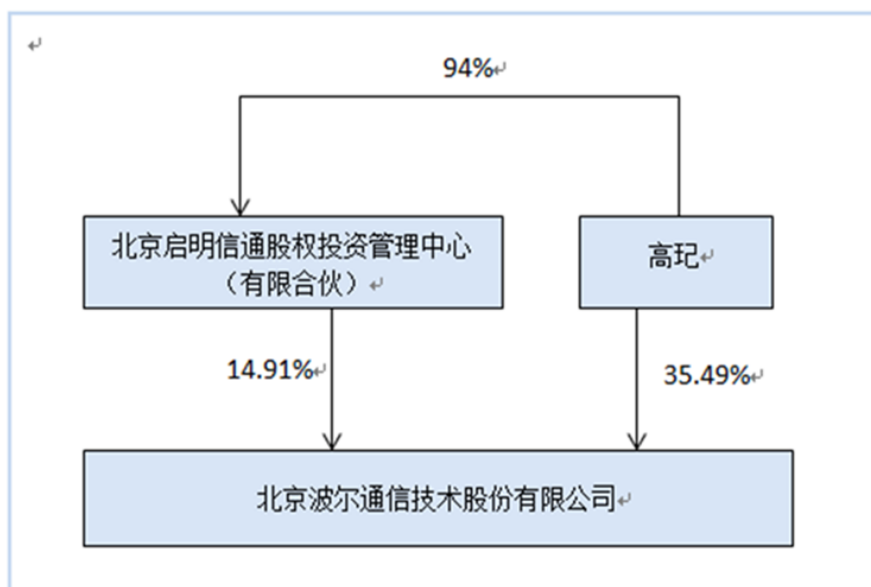 94%
北京启明信通股权投资管理中心
（有限合伙）
高玘
14.91%
35.49%
北京波尔通信技术股份有限公司